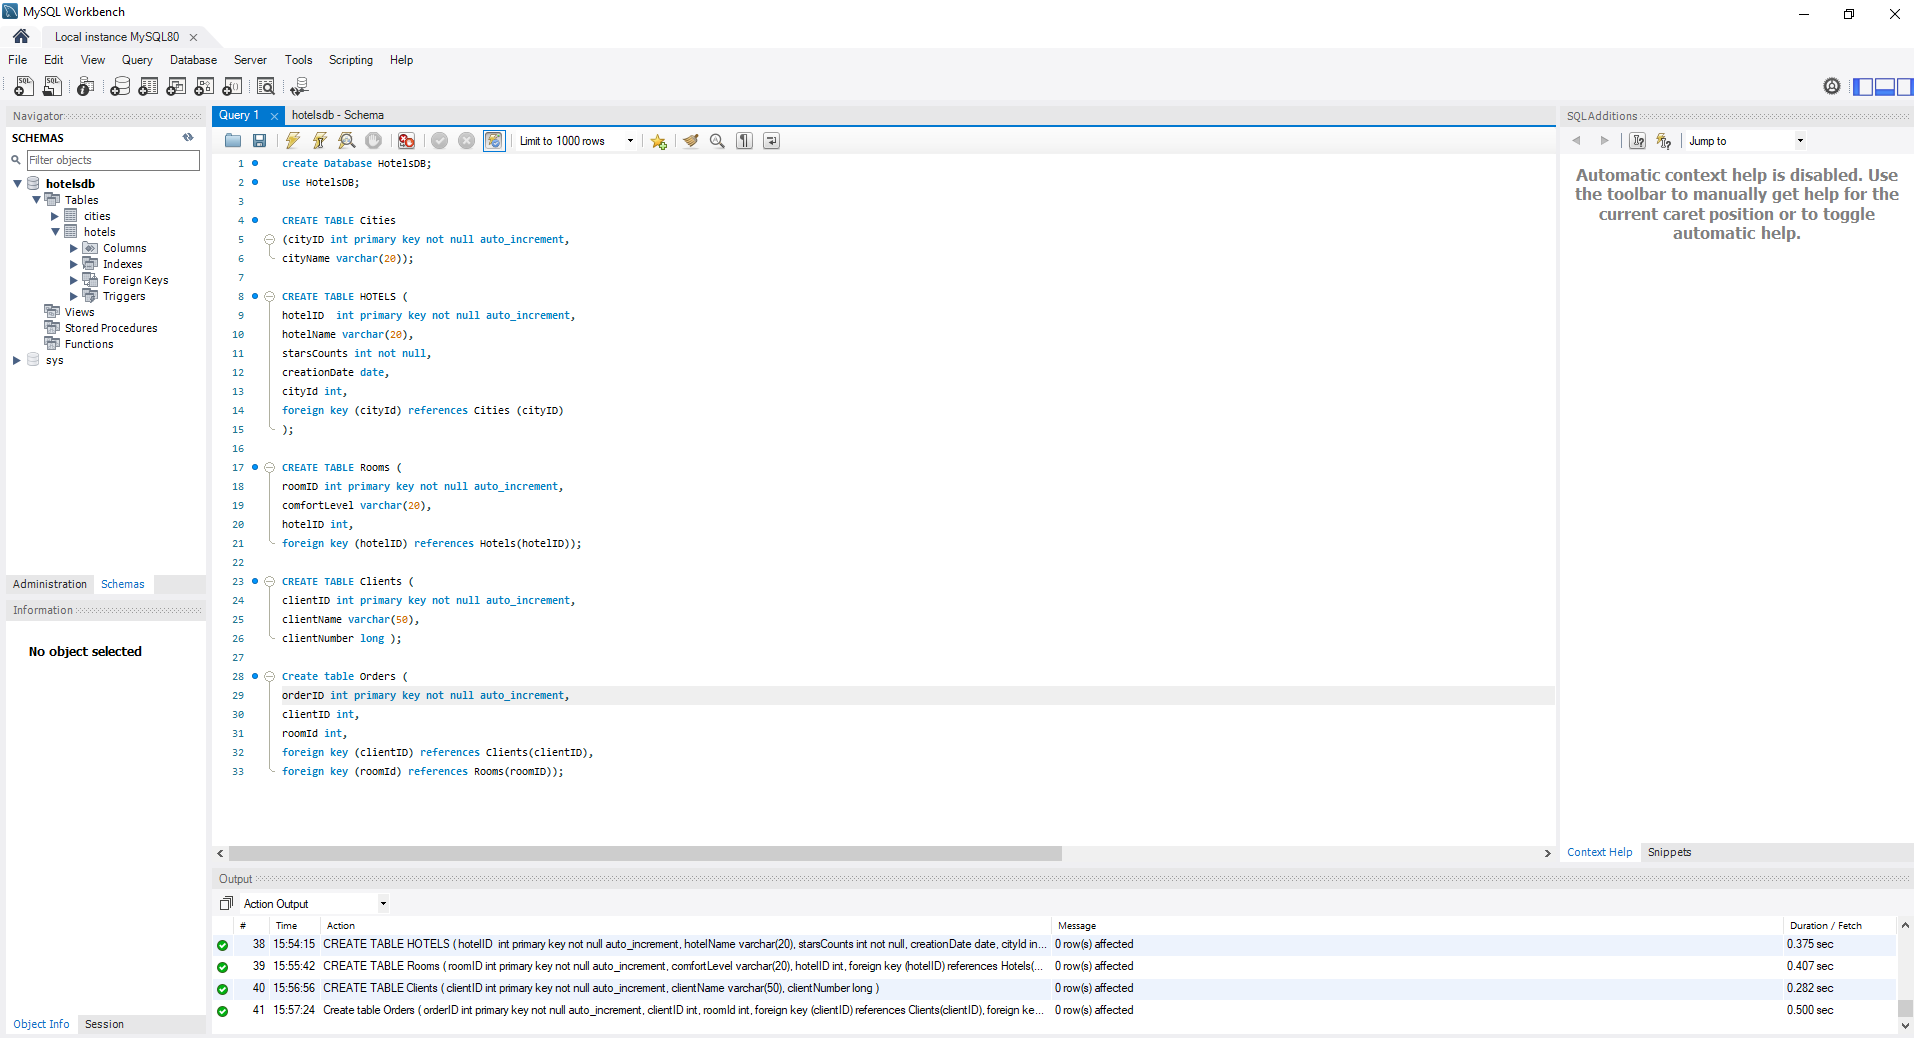 MySQL Workbench
Local instance MySQL80
File Edit View Query Database Server Tools Scripting Help
Navigator
SCHEMAS
Filter objects
hotelsdb
Tables
cities
hotels
Columns
Indexes
Foreign Keys
Triggers
Views
Stored Procedures
Functions
sys
Administration Schemas
Information
No object selected
Object Info Session
Query 1 hotelsdb - Schema
Limit to 1000 rows
1 create Database HotelsDB;
2 use HotelsDB;
3
4 CREATE TABLE Cities
5 (cityID int primary key not null auto_increment,
6 cityName varchar(20));
7
8 CREATE TABLE HOTELS (
9 hotelID  int primary key not null auto_increment,
10 hotelName varchar(20),
11 starsCounts int not null,
12 creationDate date,
13 cityId int,
14 foreign key (cityId) references Cities (cityID)
15 );
16
17 CREATE TABLE Rooms (
18 roomID int primary key not null auto_increment,
19 comfortLevel varchar(20),
20 hotelID int,
21 foreign key (hotelID) references Hotels(hotelID));
22
23 CREATE TABLE Clients (
24 clientID int primary key not null auto_increment,
25 clientName varchar(50),
26 clientNumber long );
27
28 Create table Orders (
29 orderID int primary key not null auto_increment,
30 clientID int,
31 roomId int,
32 foreign key (clientID) references Clients(clientID),
33 foreign key (roomId) references Rooms(roomID));
SQLAdditions
Jump to
Automatic context help is disabled. Use
the toolbar to manually get help for the
current caret position or to toggle
automatic help.
Context Help Snippets
Output
Action Output
# Time Action Message Duration / Fetch
38 15:54:15 CREATE TABLE HOTELS ( hotelID  int primary key not null auto_increment, hotelName varchar(20), starsCounts int not null, creationDate date, cityId in... 0 row(s) affected 0.375 sec
39 15:55:42 CREATE TABLE Rooms ( roomID int primary key not null auto_increment, comfortLevel varchar(20), hotelID int, foreign key (hotelID) references Hotels(... 0 row(s) affected 0.407 sec
40 15:56:56 CREATE TABLE Clients ( clientID int primary key not null auto_increment, clientName varchar(50), clientNumber long ) 0 row(s) affected 0.282 sec
41 15:57:24 Create table Orders ( orderID int primary key not null auto_increment, clientID int, roomId int, foreign key (clientID) references Clients(clientID), foreign ke... 0 row(s) affected 0.500 sec